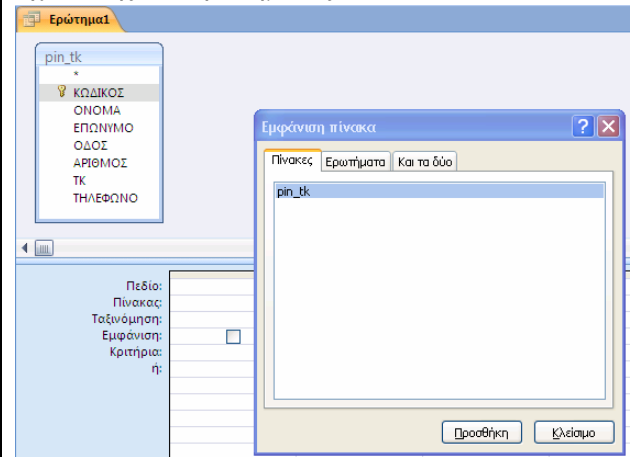 Ερώτημα1
pin_tk
*
ΚΩΔΙΚΟΣ
ΟΝΟΜΑ
ΕΠΩΝΥΜΟ
ΟΔΟΣ
ΑΡΙΘΜΟΣ
ΤΚ
ΤΗΛΕΦΩΝΟ
Εμφάνιση πίνακα
Πίνακες Ερωτήματα Και τα δύο
pin_tk
Προσθήκη Κλείσιμο
Πεδίο:
Πίνακας:
Ταξινόμηση:
Εμφάνιση:
Κριτήρια:
ή: